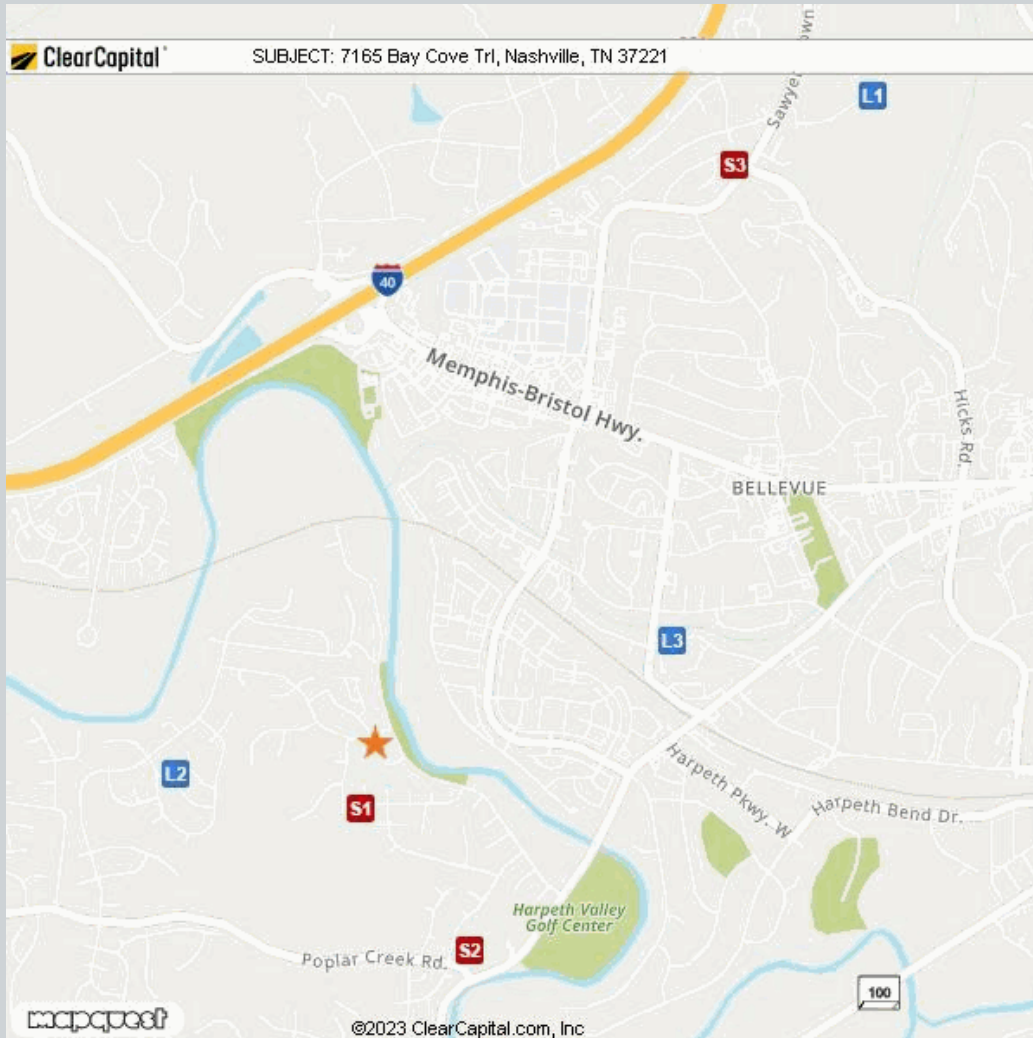 ClearCapital
SUBJECT: 7165 Bay Cove Trl, Nashville, TN 37221
L1
Sawyer
S3
40
Memphis-Bristol Hwy.
Hicks Rd.
BELLEVUE
L3
L2
S1
Harpeth Pkwy. W
Harpeth Bend Dr.
Harpeth Valley
Golf Center
S2
Poplar Creek Rd.
100
mapquest
©2023 ClearCapital.com, Inc